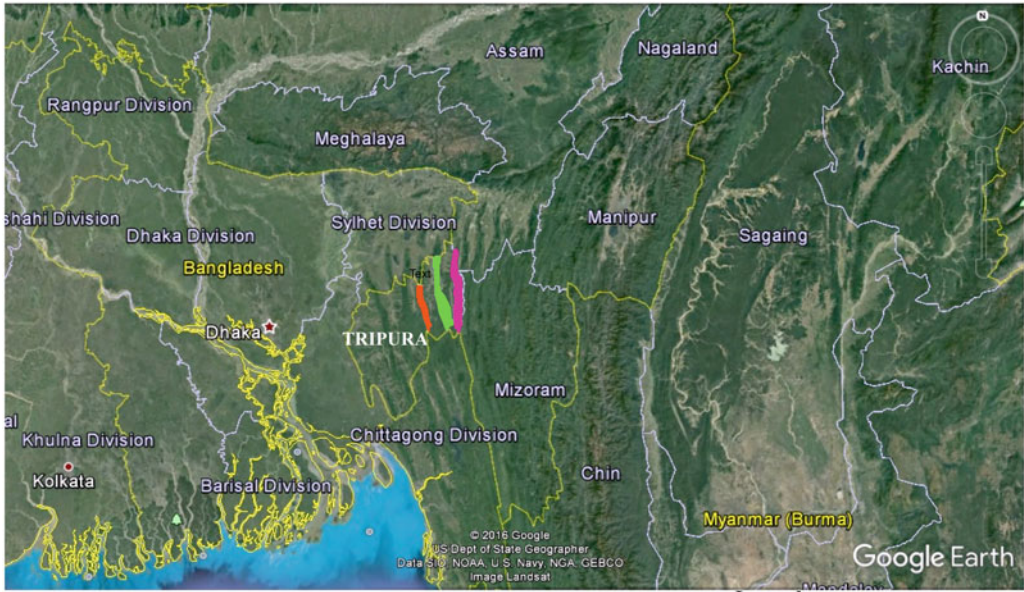 N
Assam
Nagaland
Kachin
Rangpur Division
Meghalaya
shahi Division
Sylhet Division
Manipur
Dhaka Division
Sagaing
Bangladesh
Text
Dhaka
TRIPURA
Mizoram
al
Khulna Division
Chittagong Division
Kolkata
Barisal Division
Chin
Myanmar (Burma)
© 2016 Google
US Dept of State Geographer
Data SIO, NOAA, U.S. Navy, NGA, GEBCO
Image Landsat
Google Earth